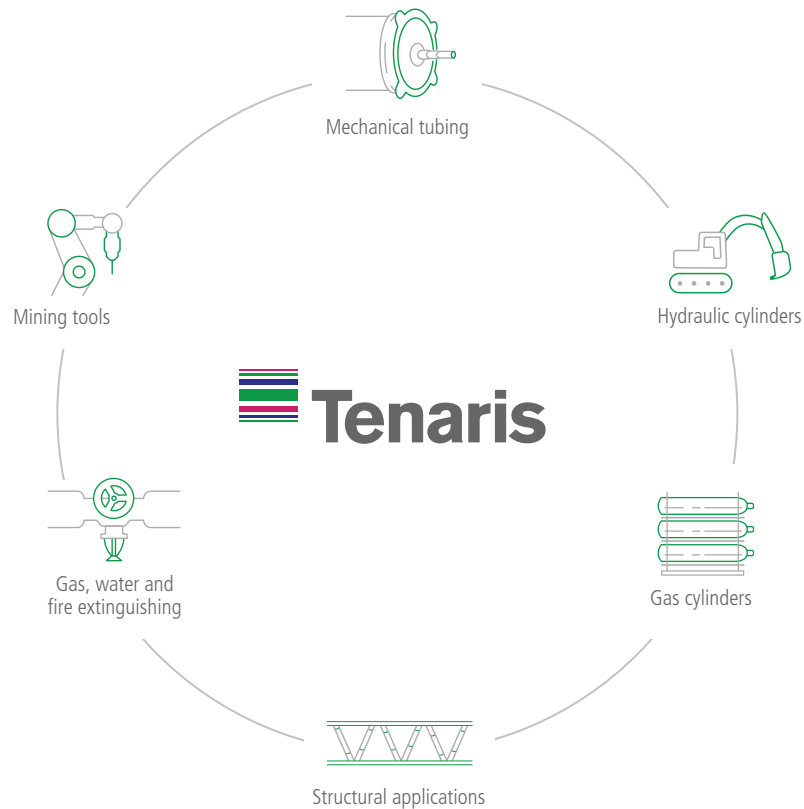 Mechanical tubing
Mining tools
Hydraulic cylinders
Tenaris
Gas, water and
fire extinguishing
Gas cylinders
Structural applications